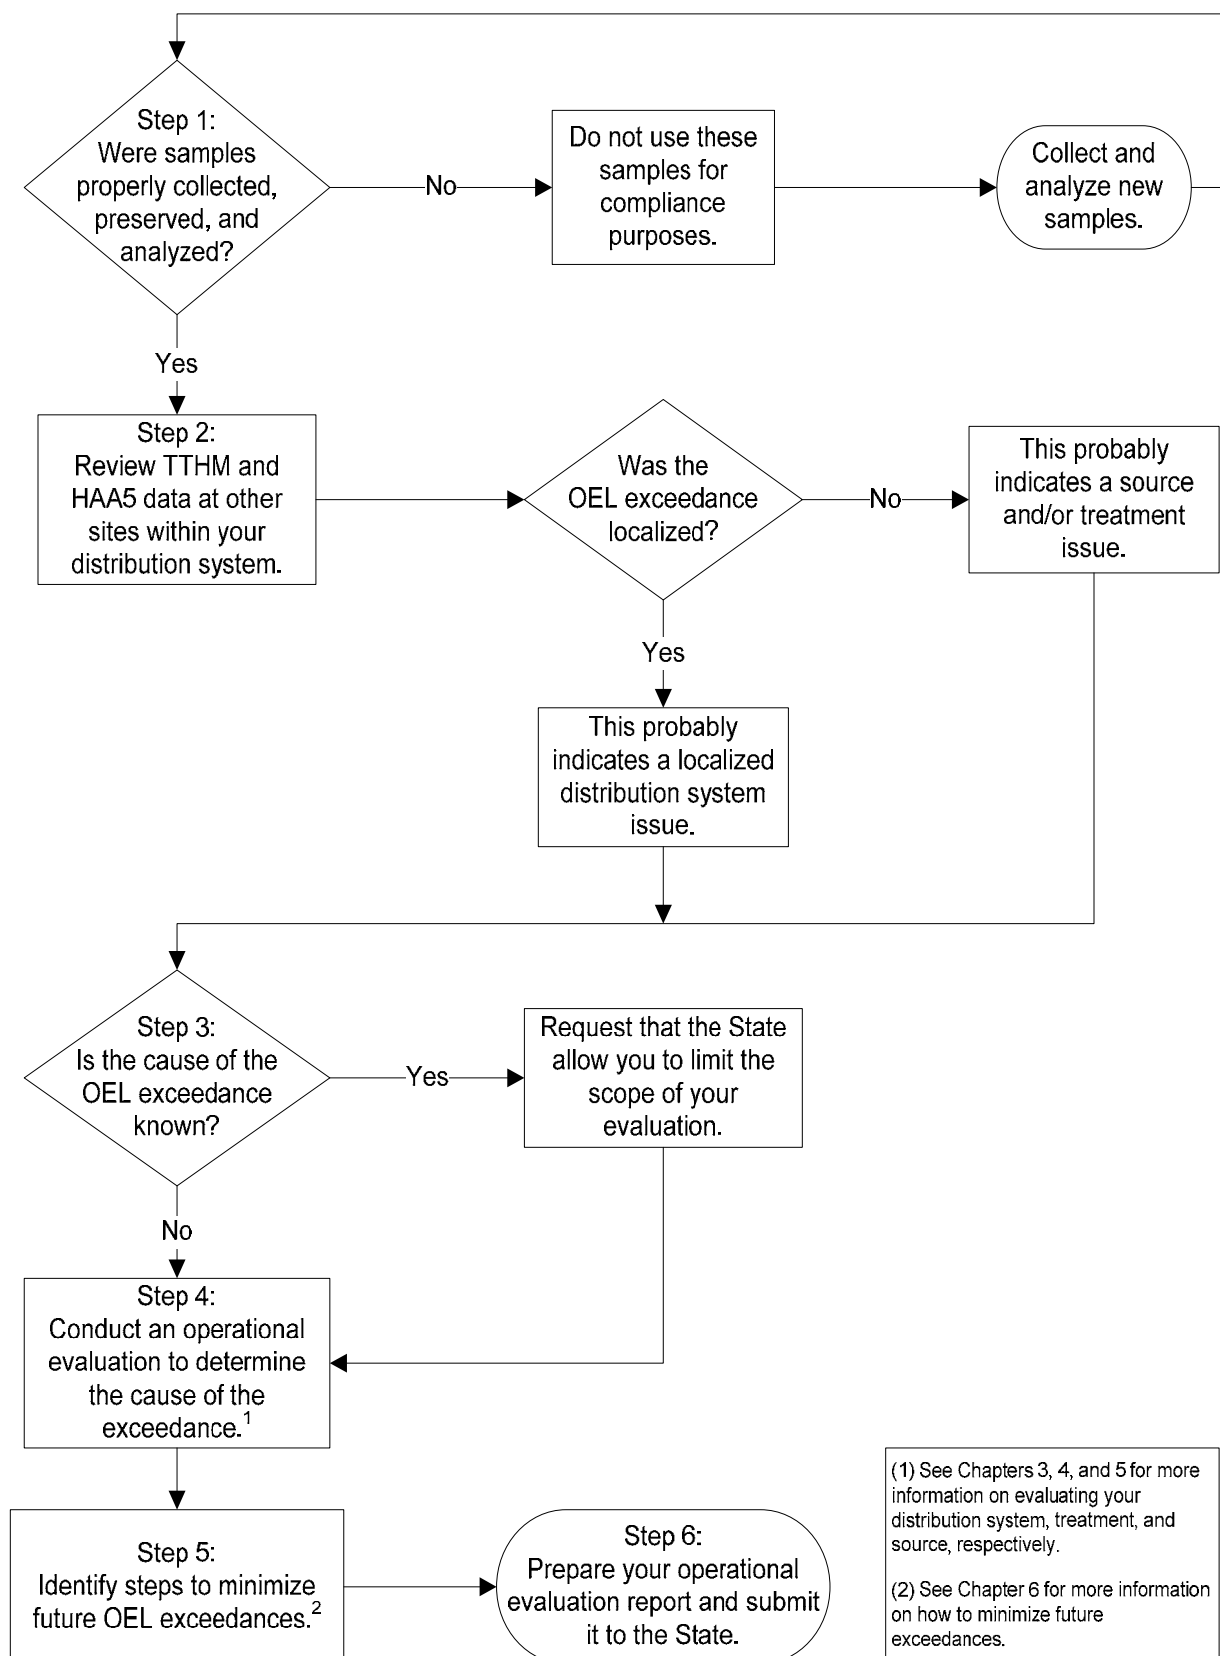 Step 1:
Were samples
properly collected,
preserved, and
analyzed?
No
Do not use these
samples for
compliance
purposes.
Collect and
analyze new
samples.
Yes
Step 2:
Review TTHM and
HAA5 data at other
sites within your
distribution system.
Was the
OEL exceedance
localized?
No
This probably
indicates a source
and/or treatment
issue.
Yes
This probably
indicates a localized
distribution system
issue.
Step 3:
Is the cause of the
OEL exceedance
known?
Yes
Request that the State
allow you to limit the
scope of your
evaluation.
No
Step 4:
Conduct an operational
evaluation to determine
the cause of the
exceedance.1
Step 5:
Identify steps to minimize
future OEL exceedances.2
Step 6:
Prepare your operational
evaluation report and submit
it to the State.
(1) See Chapters 3, 4, and 5 for more
information on evaluating your
distribution system, treatment, and
source, respectively.
(2) See Chapter 6 for more information
on how to minimize future
exceedances.